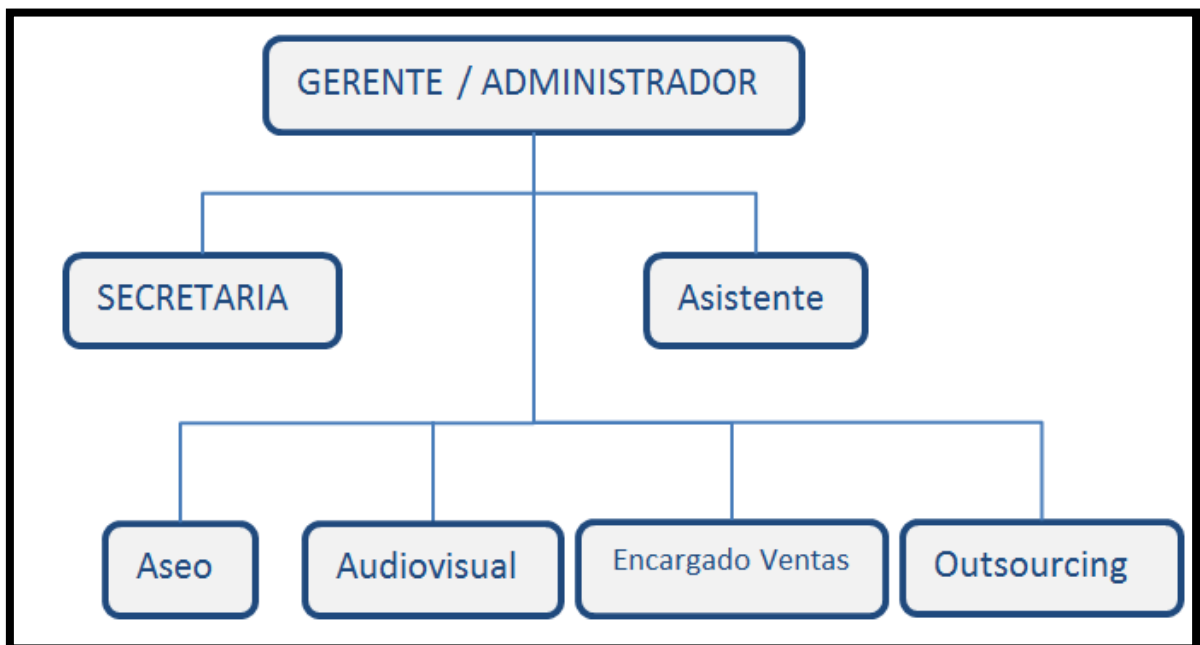 GERENTE / ADMINISTRADOR
SECRETARIA
Asistente
Aseo
Audiovisual
Encargado Ventas
Outsourcing